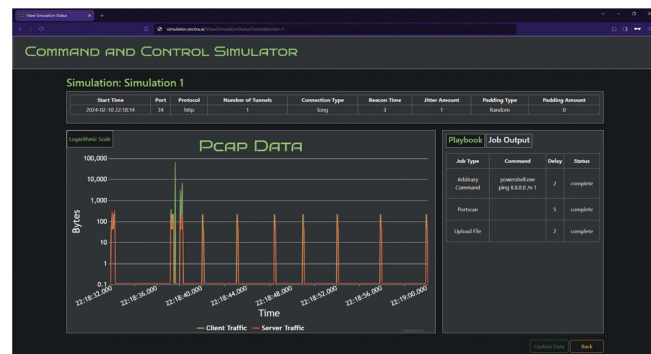 View Simulation Status
simulator.vectra.ai/ViewSimulationStatus?simulationId=1
Command and Control Simulator
Simulation: Simulation 1
Start Time Port Protocol Number of Tunnels Connection Type Beacon Time Jitter Amount Padding Type Padding Amount
2024-02-10 22:18:14 34 http 1 long 3 1 Random 0
Logarithmic Scale
Pcap Data
100,000
10,000
1,000
100
10
1
0.1
Bytes
22:18:32.000 22:18:36.000 22:18:40.000 22:18:44.000 22:18:48.000 22:18:52.000 22:18:56.000 22:19:00.000
Time
Client Traffic Server Traffic
Playbook Job Output
Job Type Command Delay Status
Arbitrary Command powershell.exe ping 8.8.8.8 /n 1 2 complete
Portscan 5 complete
Upload File 2 complete
Update Data Back